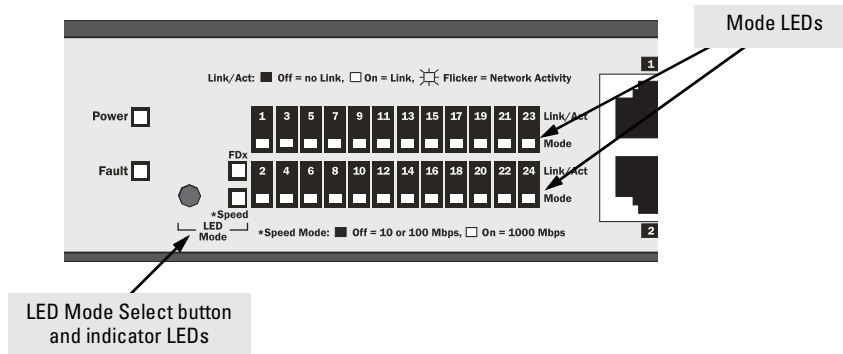 Mode LEDs
Link/Act: Off = no Link, On = Link, Flicker = Network Activity
1
Power
1 3 5 7 9 11 13 15 17 19 21 23 Link/Act
Mode
FDx
Fault
2 4 6 8 10 12 14 16 18 20 22 24 Link/Act
Mode
*Speed
LED
Mode
*Speed Mode: Off = 10 or 100 Mbps, On = 1000 Mbps
2
LED Mode Select button
and indicator LEDs